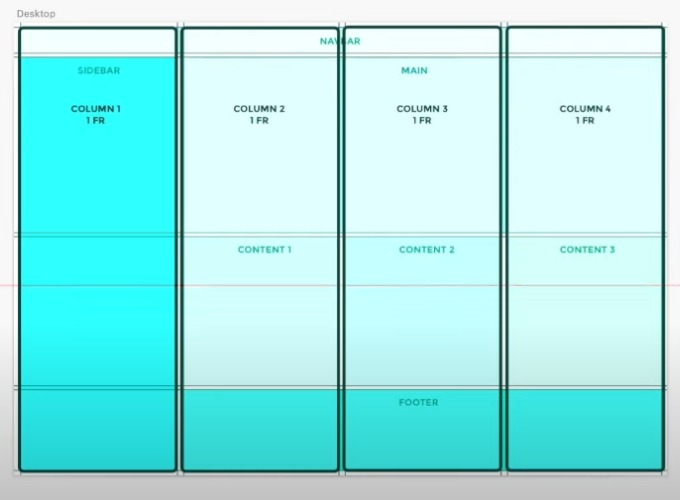 Desktop
NAVBAR
SIDEBAR
MAIN
COLUMN 1
1 FR
COLUMN 2
1 FR
COLUMN 3
1 FR
COLUMN 4
1 FR
CONTENT 1
CONTENT 2
CONTENT 3
FOOTER